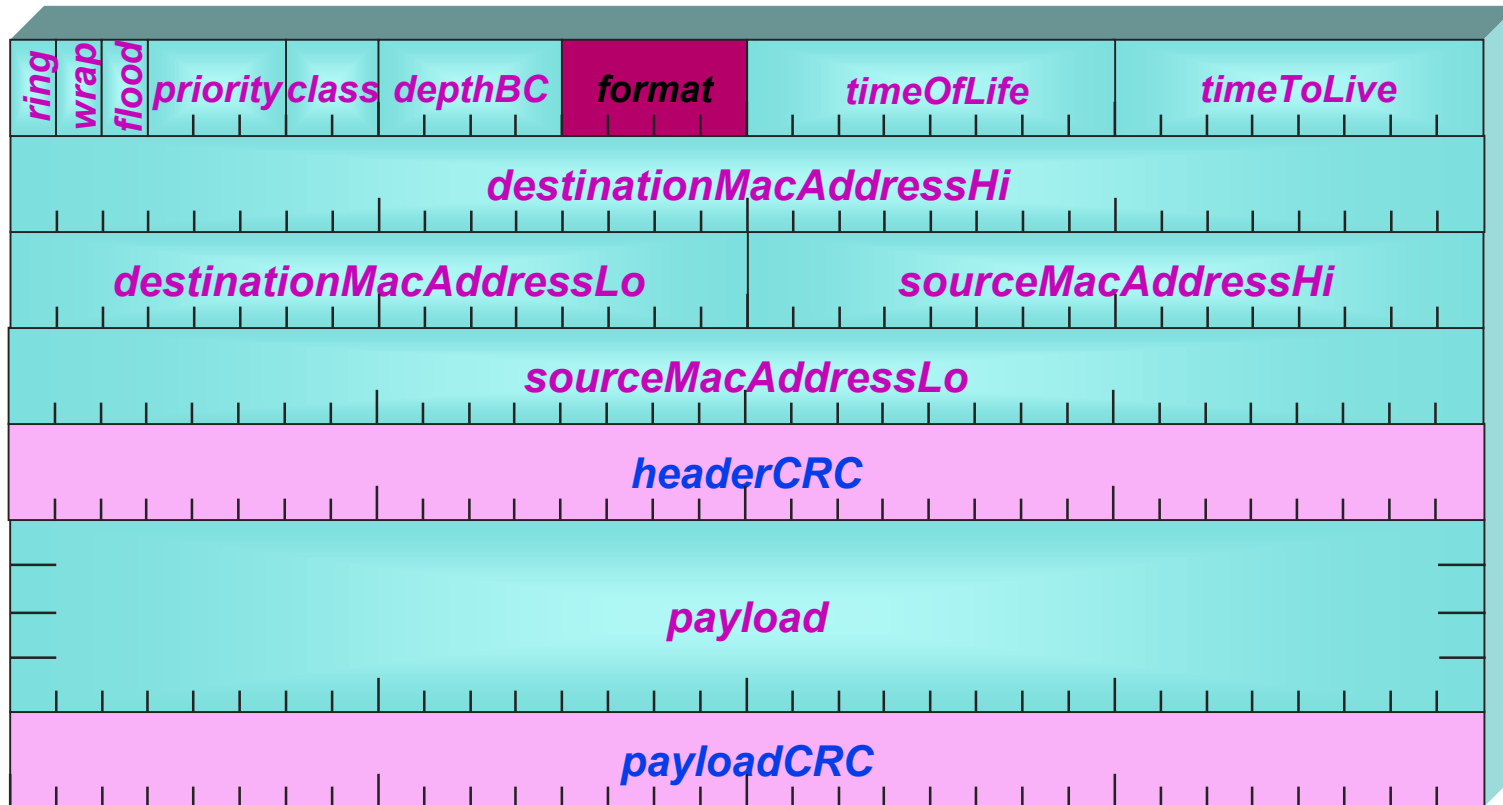 ring wrap flood priority class depthBC format timeOfLife timeToLive
destinationMacAddressHi
destinationMacAddressLo sourceMacAddressHi
sourceMacAddressLo
headerCRC
payload
payloadCRC